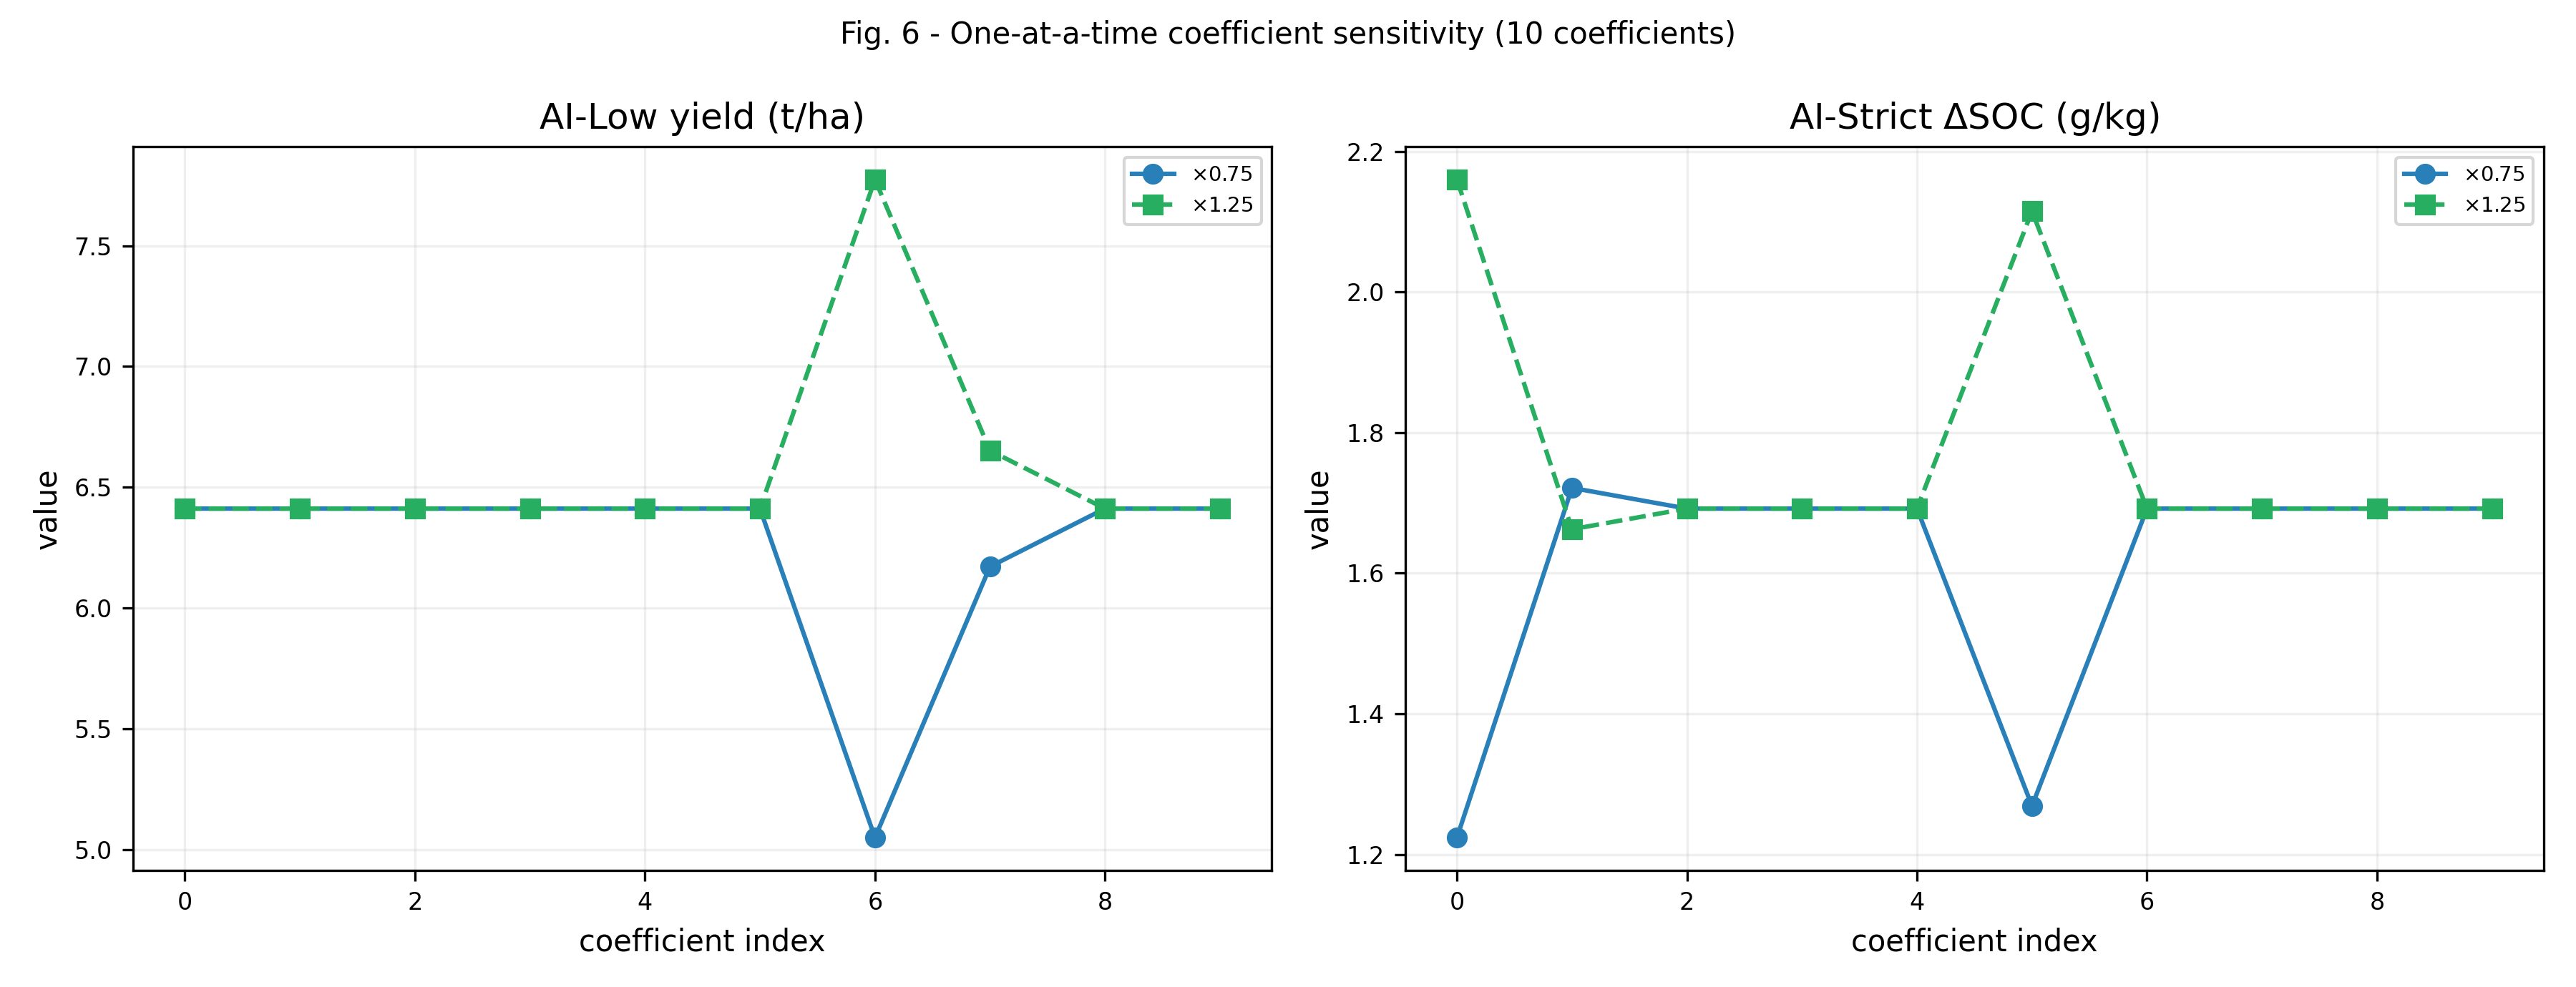 Fig. 6 - One-at-a-time coefficient sensitivity (10 coefficients)
AI-Low yield (t/ha)
×0.75
×1.25
7.5
7.0
6.5
6.0
5.5
5.0
value
0 2 4 6 8
coefficient index
AI-Strict ΔSOC (g/kg)
×0.75
×1.25
2.2
2.0
1.8
1.6
1.4
1.2
value
0 2 4 6 8
coefficient index